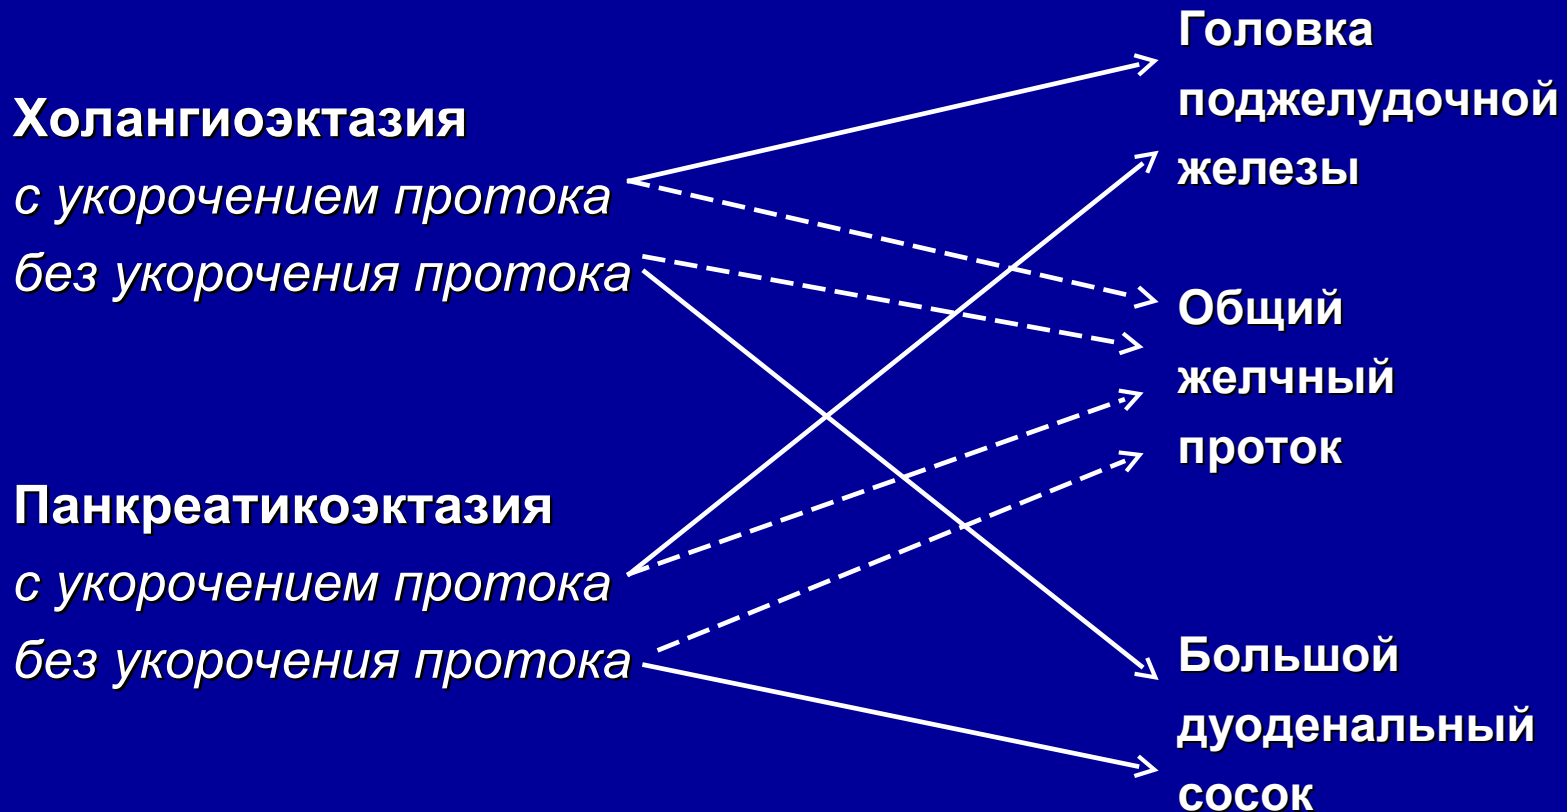 Холангиоэктазия
с укорочением протока
без укорочения протока
Панкреатикоэктазия
с укорочением протока
без укорочения протока
Головка
поджелудочной
железы
Общий
желчный
проток
Большой
дуоденальный
сосок